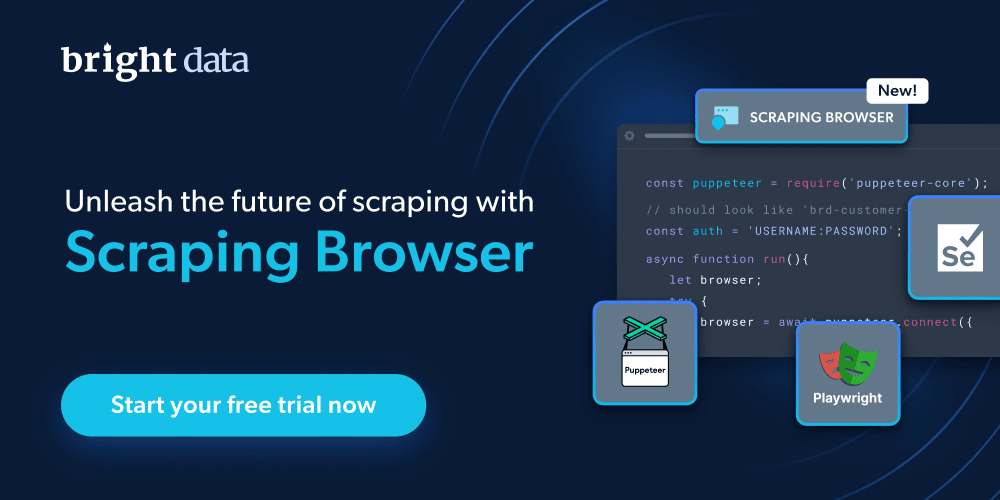 bright data
Unleash the future of scraping with
Scraping Browser
Start your free trial now
New!
SCRAPING BROWSER
const puppeteer = require('puppeteer-core');
// should look like 'brd-customer-
const auth = 'USERNAME:PASSWORD';
async function run(){
let browser;
try {
browser = await puppeteer.connect({
Se
Puppeteer
Playwright